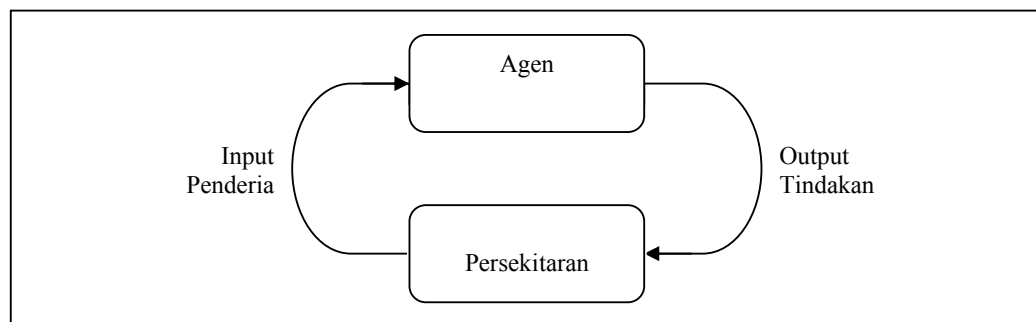 Agen
Input
Penderia
Output
Tindakan
Persekitaran